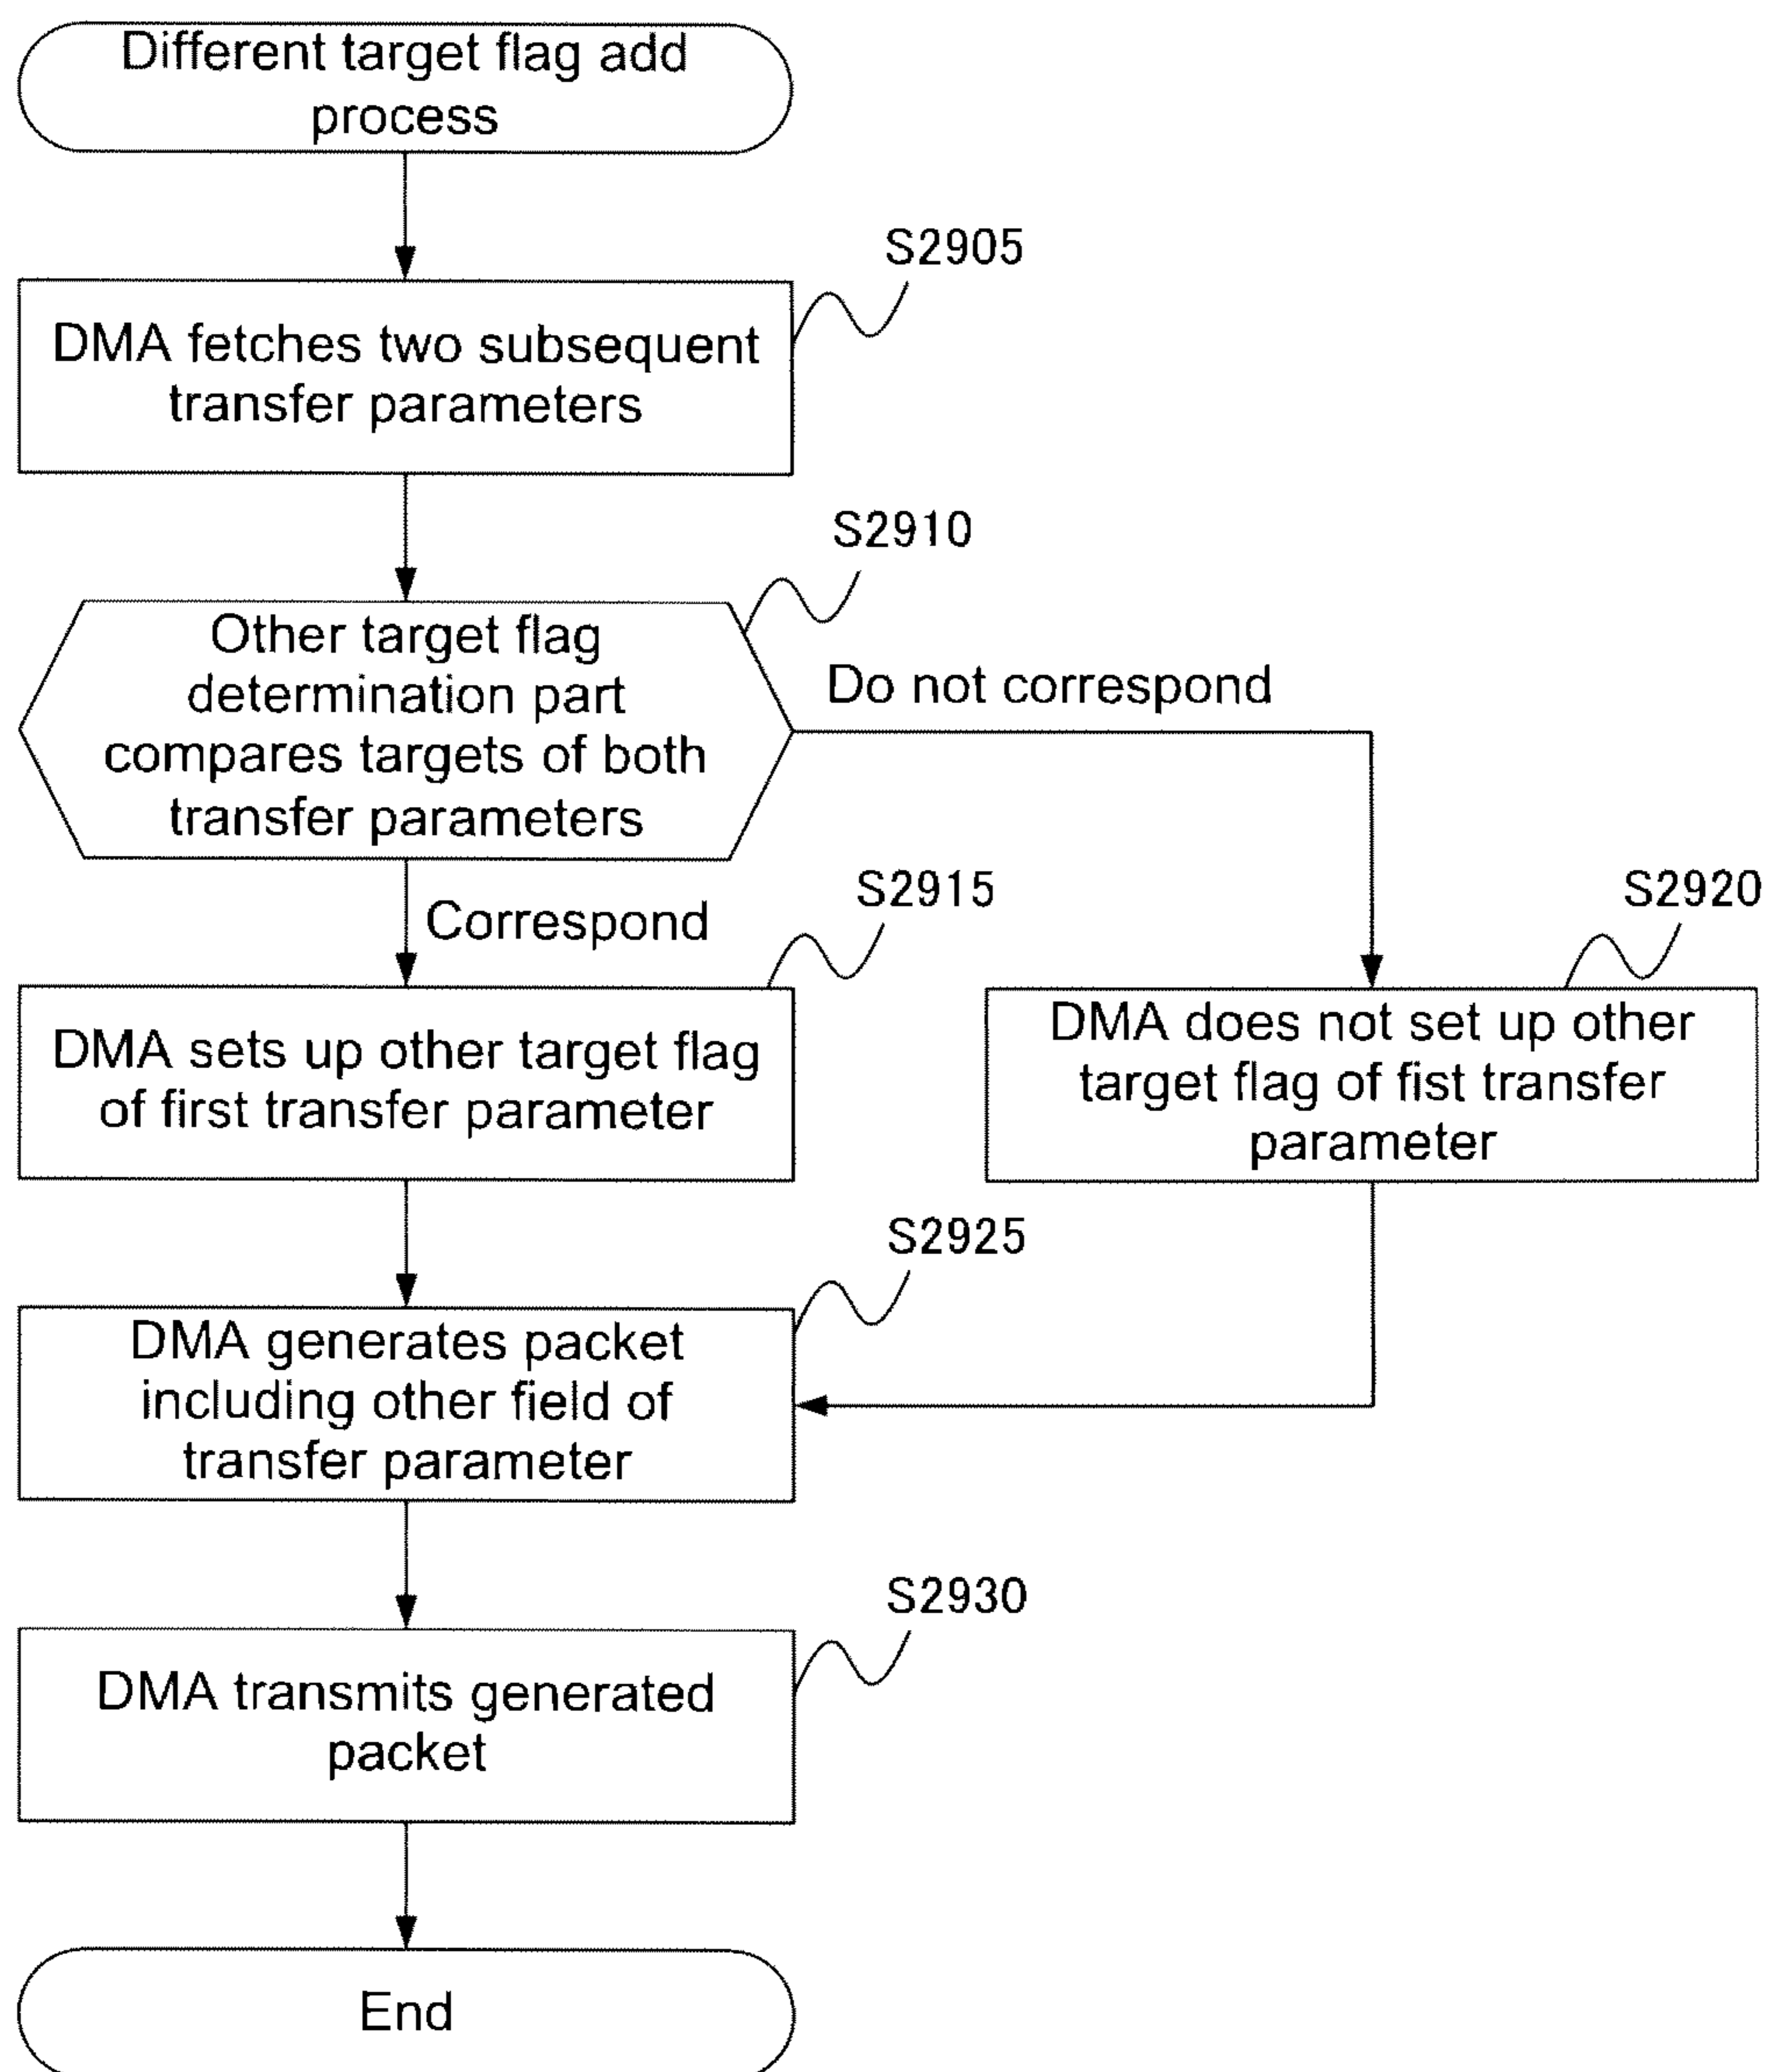 Different target flag add
process
S2905
DMA fetches two subsequent
transfer parameters
S2910
Other target flag
determination part
compares targets of both
transfer parameters
Do not correspond
Correspond
S2915
S2920
DMA sets up other target flag
of first transfer parameter
DMA does not set up other
target flag of fist transfer
parameter
S2925
DMA generates packet
including other field of
transfer parameter
S2930
DMA transmits generated
packet
End